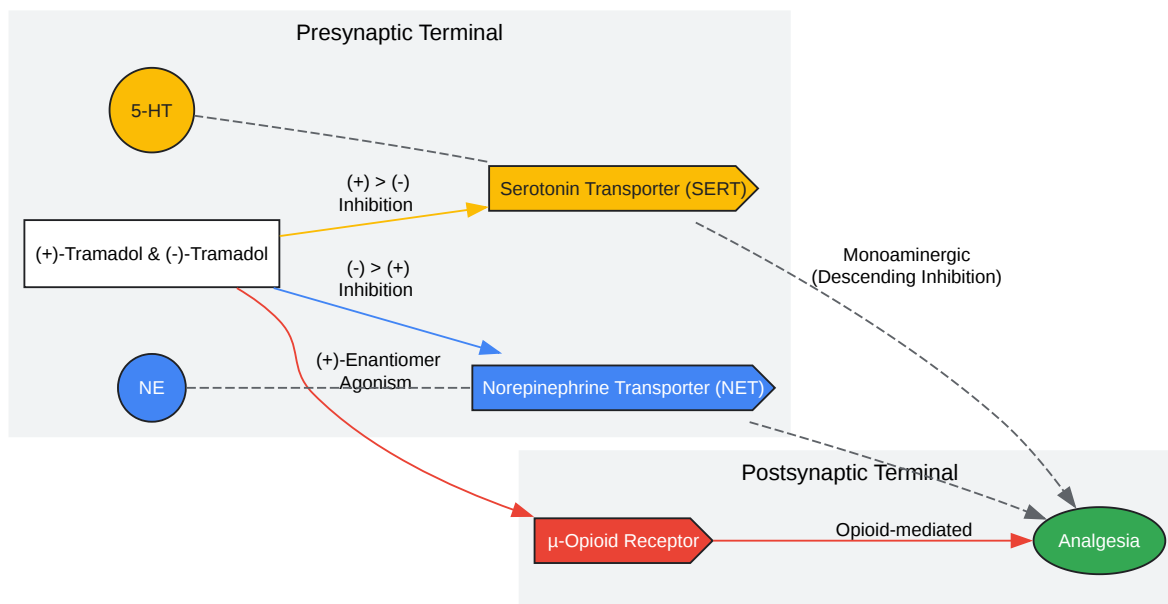 Presynaptic Terminal
5-HT
(+) > (-)
Inhibition
Serotonin Transporter (SERT)
(+)-Tramadol & (-)-Tramadol
Monoaminergic
(Descending Inhibition)
(-) > (+)
Inhibition
(+)-Enantiomer
Agonism
NE
Norepinephrine Transporter (NET)
Postsynaptic Terminal
µ-Opioid Receptor
Opioid-mediated
Analgesia